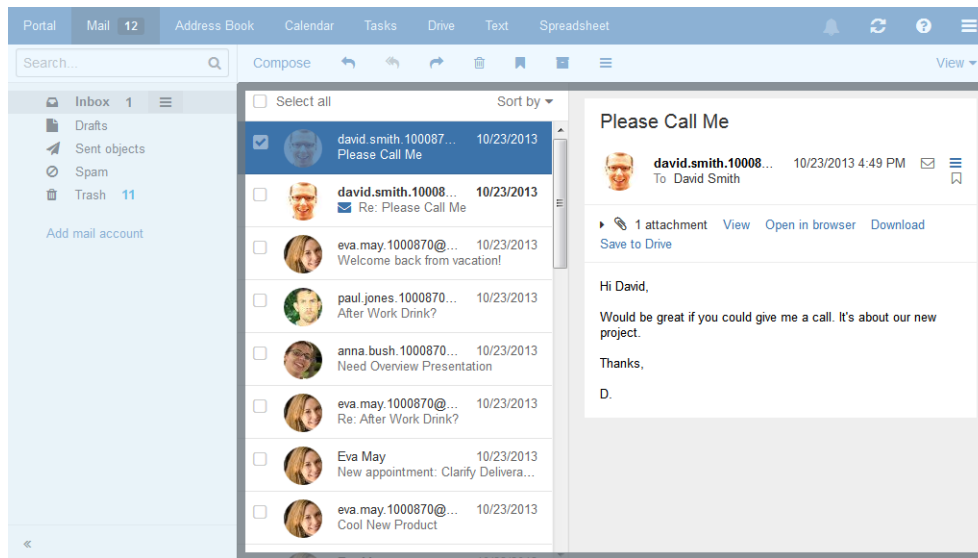 Portal Mail 12 Address Book Calendar Tasks Drive Text Spreadsheet
Search... Compose View
Inbox 1
Drafts
Sent objects
Spam
Trash 11
Add mail account
Select all Sort by
david.smith.100087... 10/23/2013
Please Call Me
david.smith.10008... 10/23/2013
Re: Please Call Me
eva.may.1000870@... 10/23/2013
Welcome back from vacation!
paul.jones.1000870... 10/23/2013
After Work Drink?
anna.bush.1000870... 10/23/2013
Need Overview Presentation
eva.may.1000870@... 10/23/2013
Re: After Work Drink?
Eva May 10/23/2013
New appointment: Clarify Delivera...
eva.may.1000870@... 10/23/2013
Cool New Product
Please Call Me
david.smith.10008... 10/23/2013 4:49 PM
To David Smith
1 attachment View Open in browser Download
Save to Drive
Hi David,
Would be great if you could give me a call. It's about our new
project.
Thanks,
D.